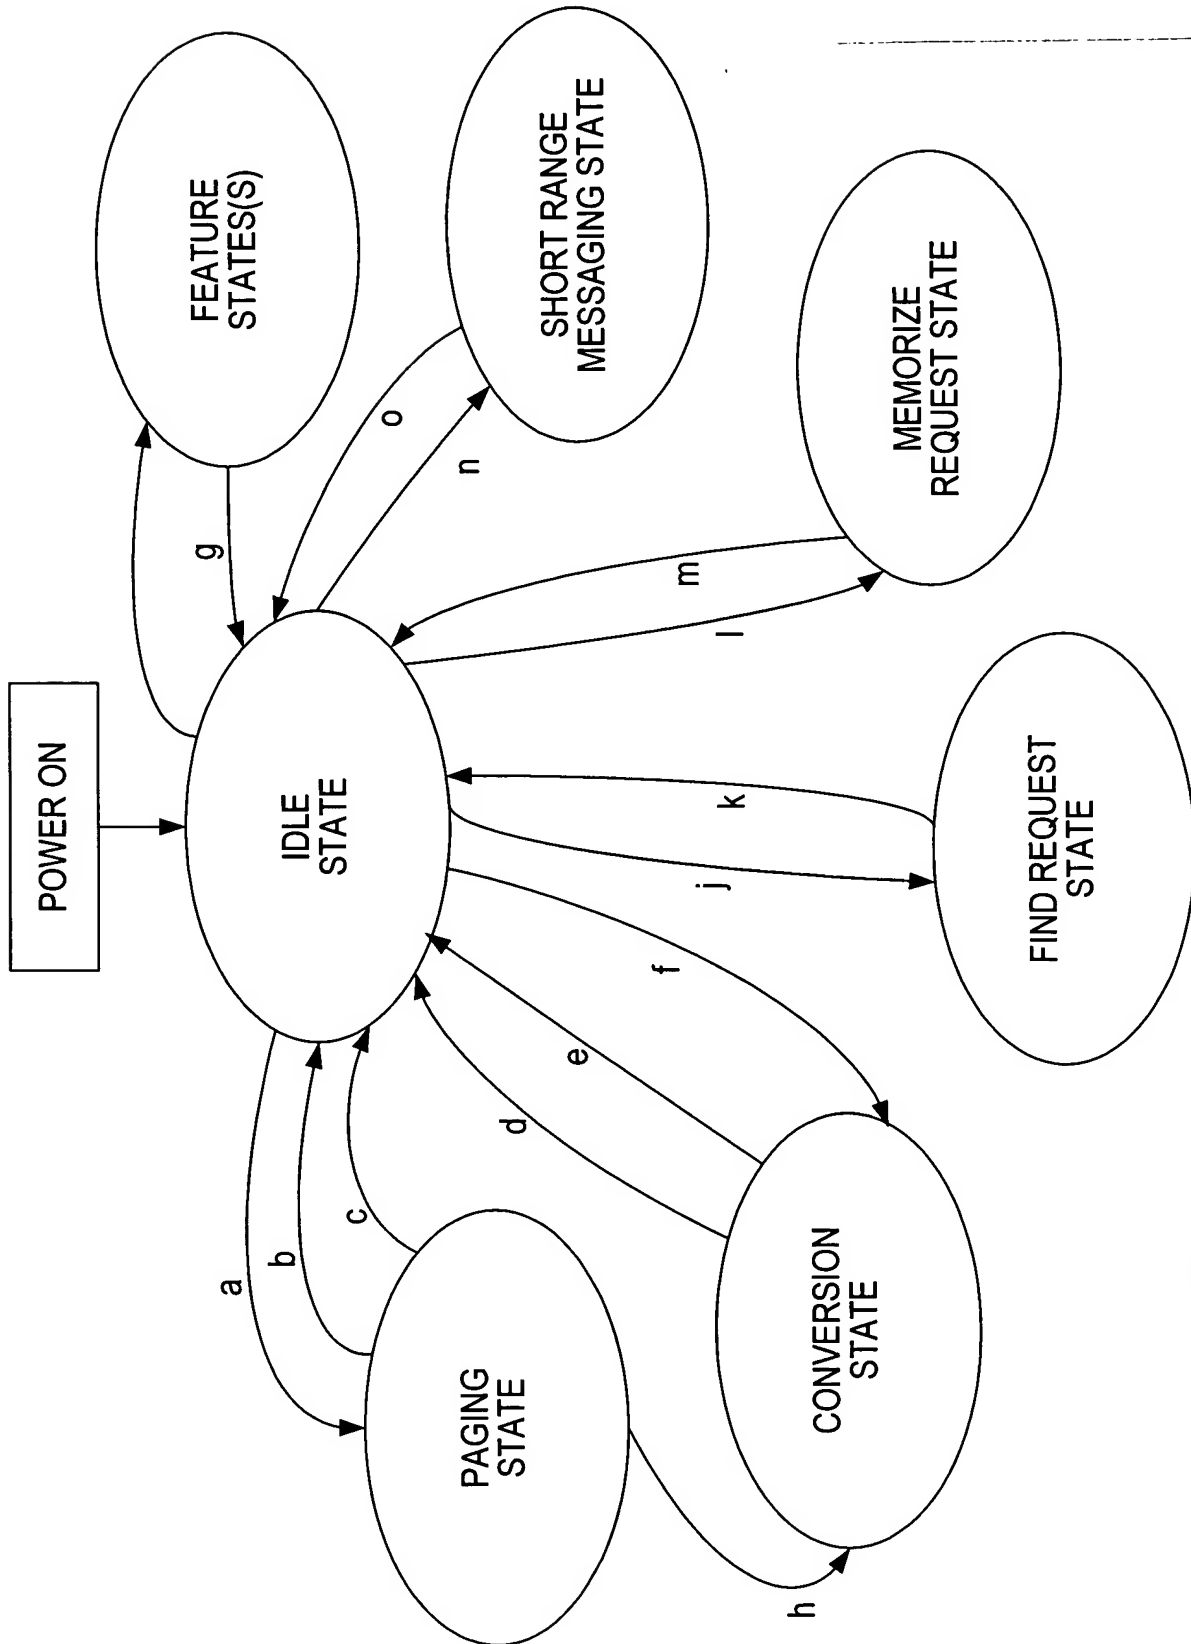 POWER ON
IDLE
STATE
FEATURE
STATES(S)
SHORT RANGE
MESSAGING STATE
MEMORIZE
REQUEST STATE
FIND REQUEST
STATE
CONVERSION
STATE
PAGING
STATE
a
b
c
d
e
f
g
h
j
k
l
m
n
o